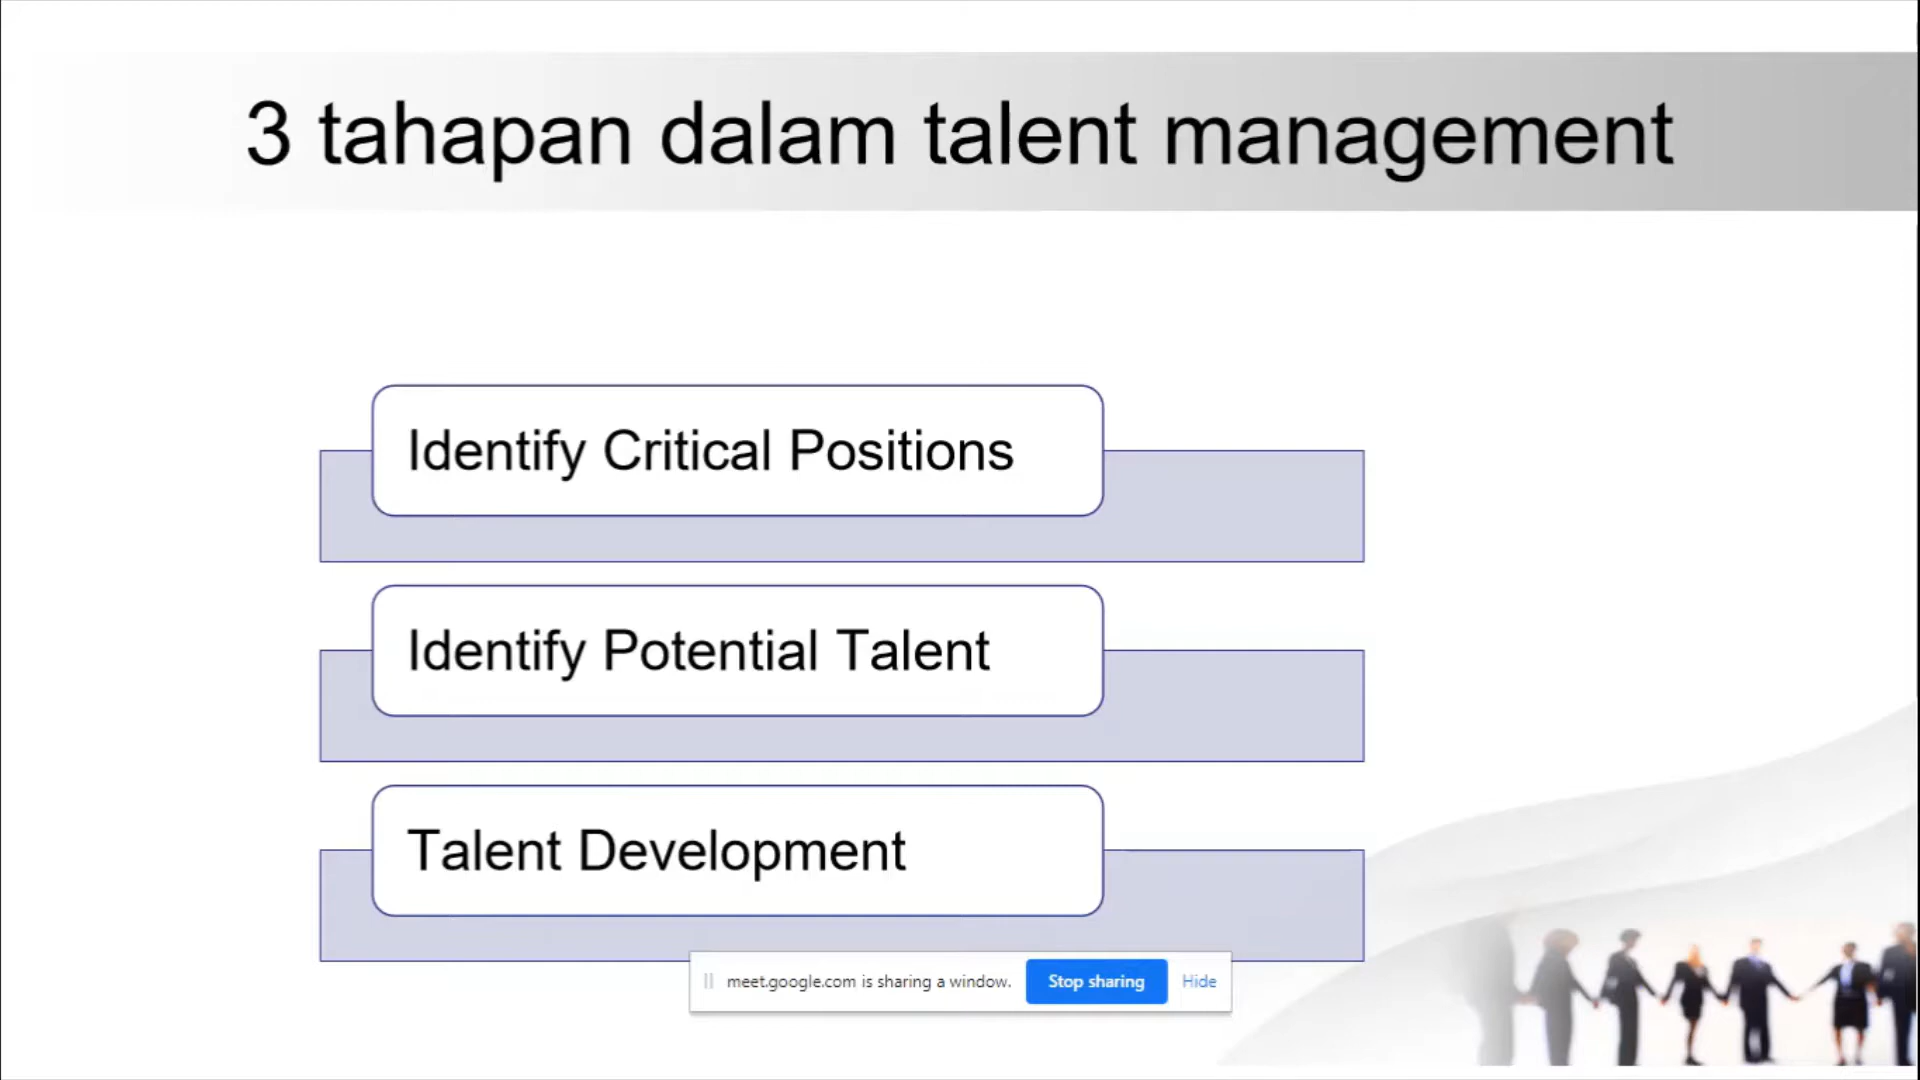 3 tahapan dalam talent management
Identify Critical Positions
Identify Potential Talent
Talent Development
meet.google.com is sharing a window. Stop sharing Hide